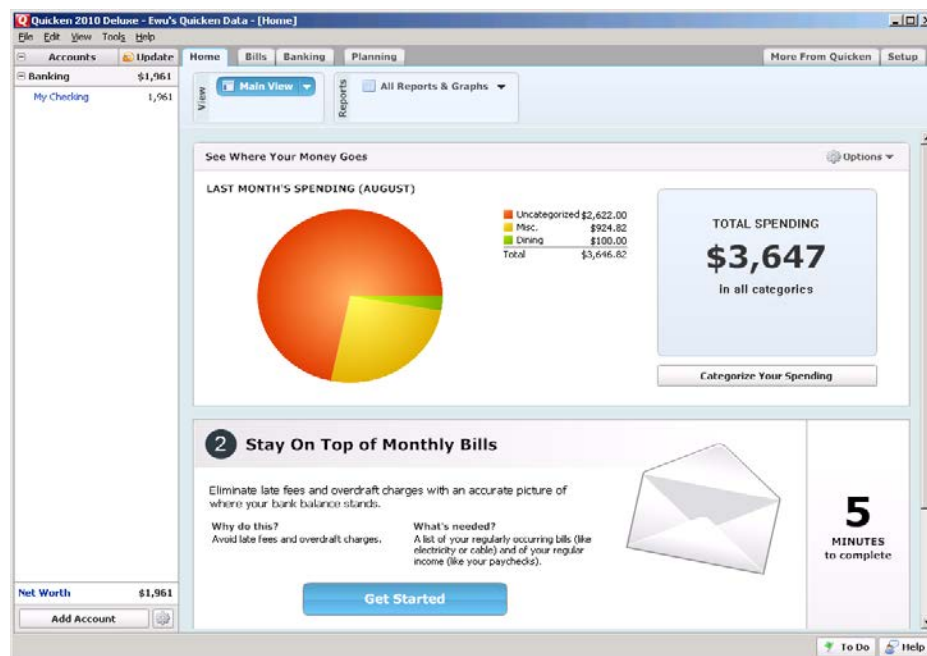 Quicken 2010 Deluxe - Ewu's Quicken Data - [Home]
File Edit View Tools Help
Accounts Update
Banking $1,961
My Checking 1,961
Net Worth $1,961
Add Account
Home Bills Banking Planning More From Quicken Setup
View Main View Reports All Reports & Graphs
See Where Your Money Goes Options
LAST MONTH'S SPENDING (AUGUST)
Uncategorized $2,622.00
Misc. $924.82
Dining $100.00
Total $3,646.82
TOTAL SPENDING
$3,647
in all categories
Categorize Your Spending
2 Stay On Top of Monthly Bills
Eliminate late fees and overdraft charges with an accurate picture of
where your bank balance stands.
Why do this?
Avoid late fees and overdraft charges.
What's needed?
A list of your regularly occurring bills (like
electricity or cable) and of your regular
income (like your paychecks).
Get Started
5
MINUTES
to complete
To Do Help